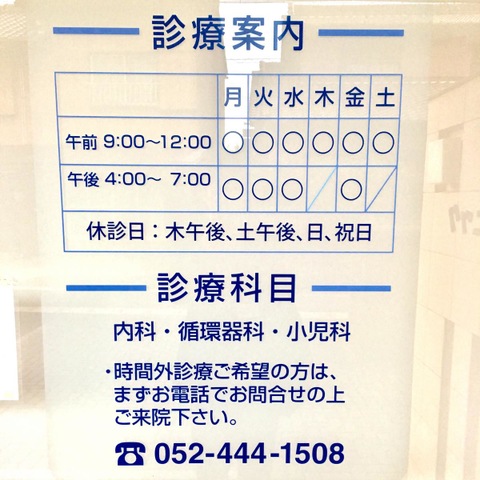 診療案内
月 火 水 木 金 土
午前 9:00〜12:00 ○ ○ ○ ○ ○ ○
午後 4:00〜 7:00 ○ ○ ○ / ○ /
休診日：木午後、土午後、日、祝日
診療科目
内科・循環器科・小児科
・時間外診療ご希望の方は、
まずお電話でお問合せの上
ご来院下さい。
☎ 052-444-1508